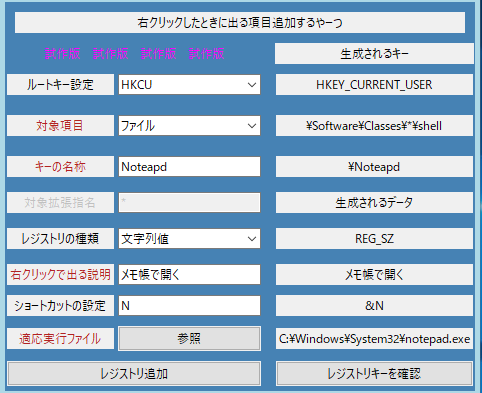 右クリックしたときに出る項目追加するやーつ
動作版 動作版 動作版 動作版 生成されるキー
ルートキー設定 HKCU HKEY_CURRENT_USER
対象項目 ファイル ¥Software¥Classes¥*¥shell
キーの名称 Noteapd ¥Noteapd
対象拡張指名 * 生成されるデータ
レジストリの種類 文字列値 REG_SZ
右クリックで出る説明 メモ帳で開く メモ帳で開く
ショートカットの設定 N &N
適応実行ファイル 参照 C:¥Windows¥System32¥notepad.exe
レジストリ追加 レジストリキーを確認